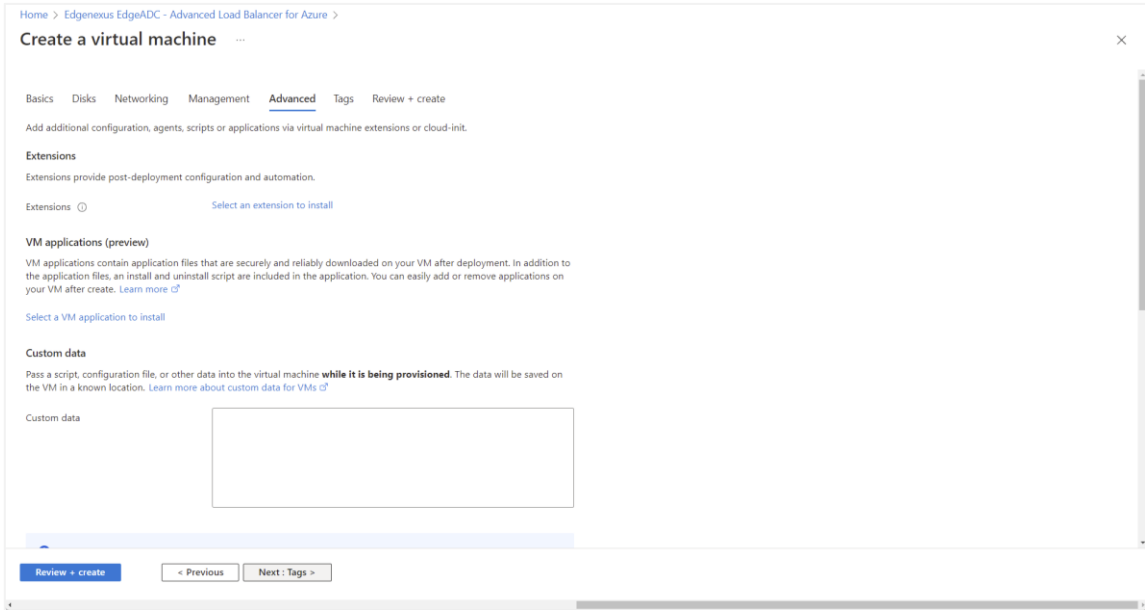 Home > Edgenexus EdgeADC - Advanced Load Balancer for Azure >
Create a virtual machine ...
Basics Disks Networking Management Advanced Tags Review + create
Add additional configuration, agents, scripts or applications via virtual machine extensions or cloud-init.
Extensions
Extensions provide post-deployment configuration and automation.
Extensions Select an extension to install
VM applications (preview)
VM applications contain application files that are securely and reliably downloaded on your VM after deployment. In addition to
the application files, an install and uninstall script are included in the application. You can easily add or remove applications on
your VM after create. Learn more
Select a VM application to install
Custom data
Pass a script, configuration file, or other data into the virtual machine while it is being provisioned. The data will be saved on
the VM in a known location. Learn more about custom data for VMs
Custom data
Review + create < Previous Next : Tags >